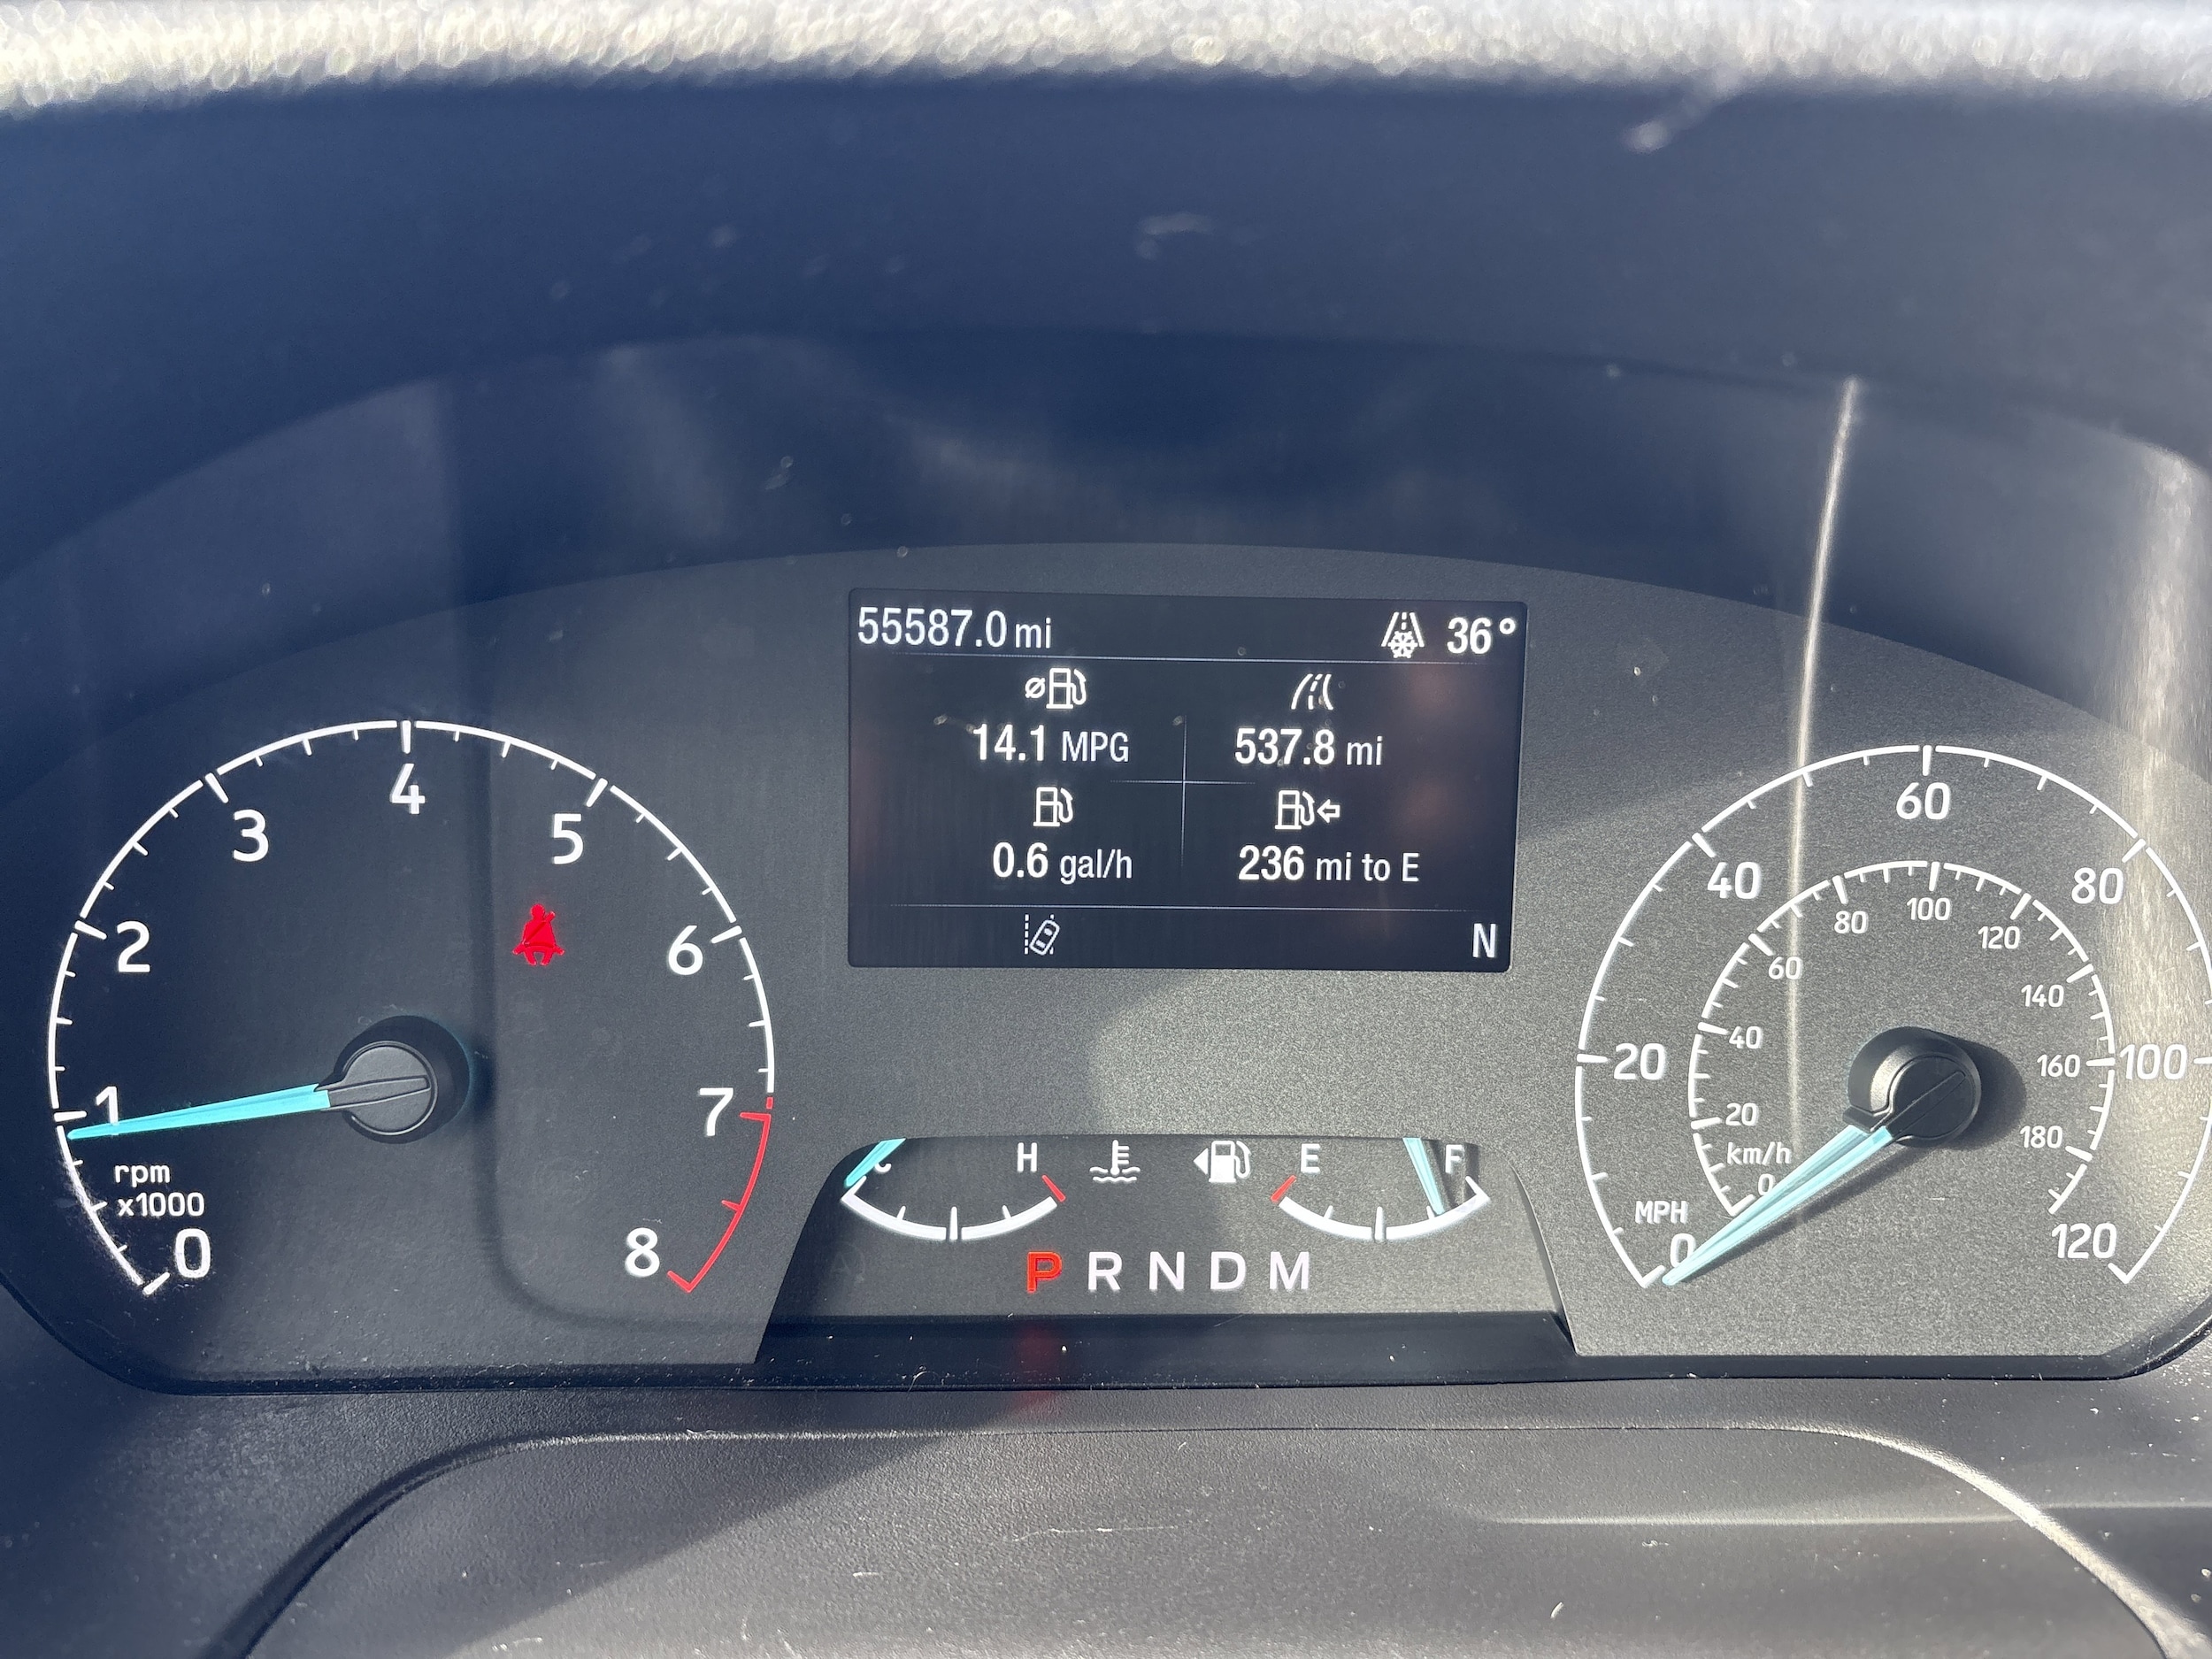 55587.0 mi 36°
14.1 MPG 537.8 mi
0.6 gal/h 236 mi to E
N
0 1 2 3 4 5 6 7 8
rpm
x1000
C H E F
P R N D M
0 20 40 60 80 100 120
MPH
0 20 40 60 80 100 120 140 160 180
km/h